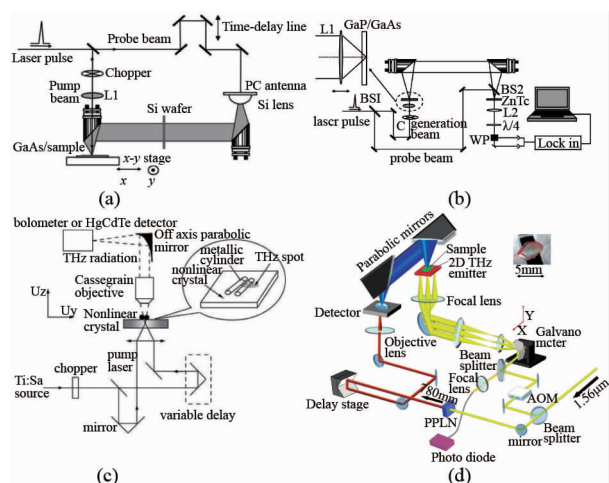 Laser pulse
Probe beam
Time-delay line
Chopper
Pump
beam
L1
PC antenna
Si lens
Si wafer
GaAs/sample
x-y stage
x
y
(a)
L1
GaP/GaAs
BS2
ZnTc
L2
λ/4
WP
Lock in
BSI
lascr pulse
C
generation
beam
probe beam
(b)
bolometer or HgCdTe detector
Off axis parabolic
mirror
THz radiation
metallic
cylinder
THz spot
nonlinear
crystal
Cassegrain
objective
Uz
Uy
Nonlinear
crystal
pump
laser
chopper
Ti:Sa
source
variable delay
mirror
(c)
Parabolic mirrors
Sample
2D THz
emitter
5mm
Focal lens
Detector
Objective
lens
X
Y
Galvano
mcter
Beam
splitter
Focal
lens
Delay stage
80mm
AOM
PPLN
1.56μm
mirror
Beam
splitter
Photo diode
(d)